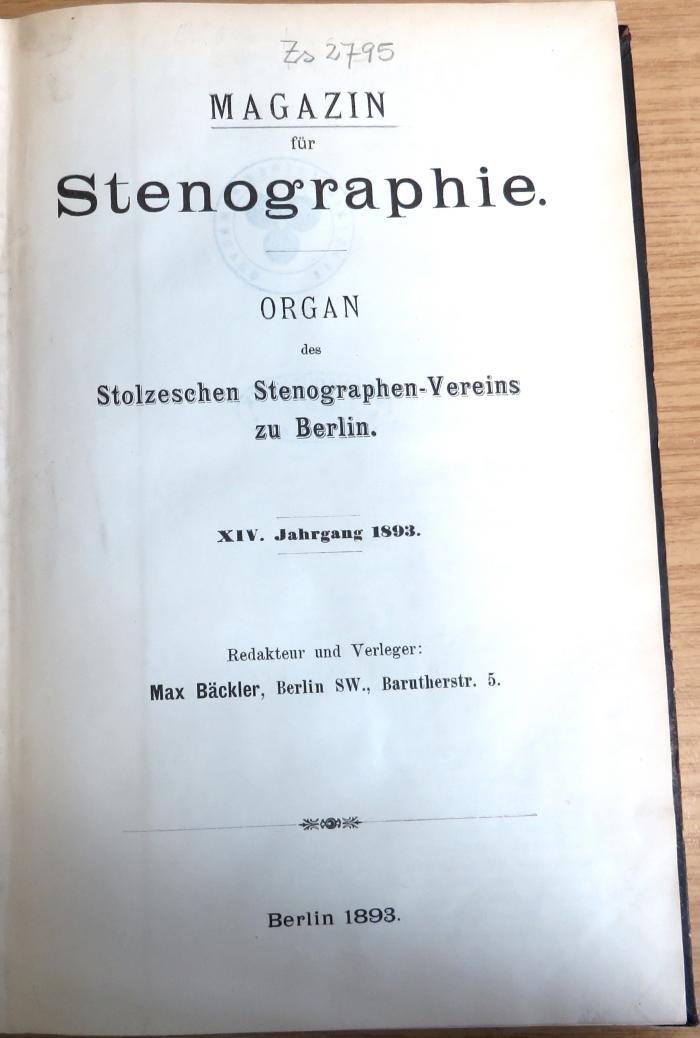 Zs 2795
MAGAZIN
für
Stenographie.
ORGAN
des
Stolzeschen Stenographen-Vereins
zu Berlin.
XIV. Jahrgang 1893.
Redakteur und Verleger:
Max Bäckler, Berlin SW., Barutherstr. 5.
Berlin 1893.